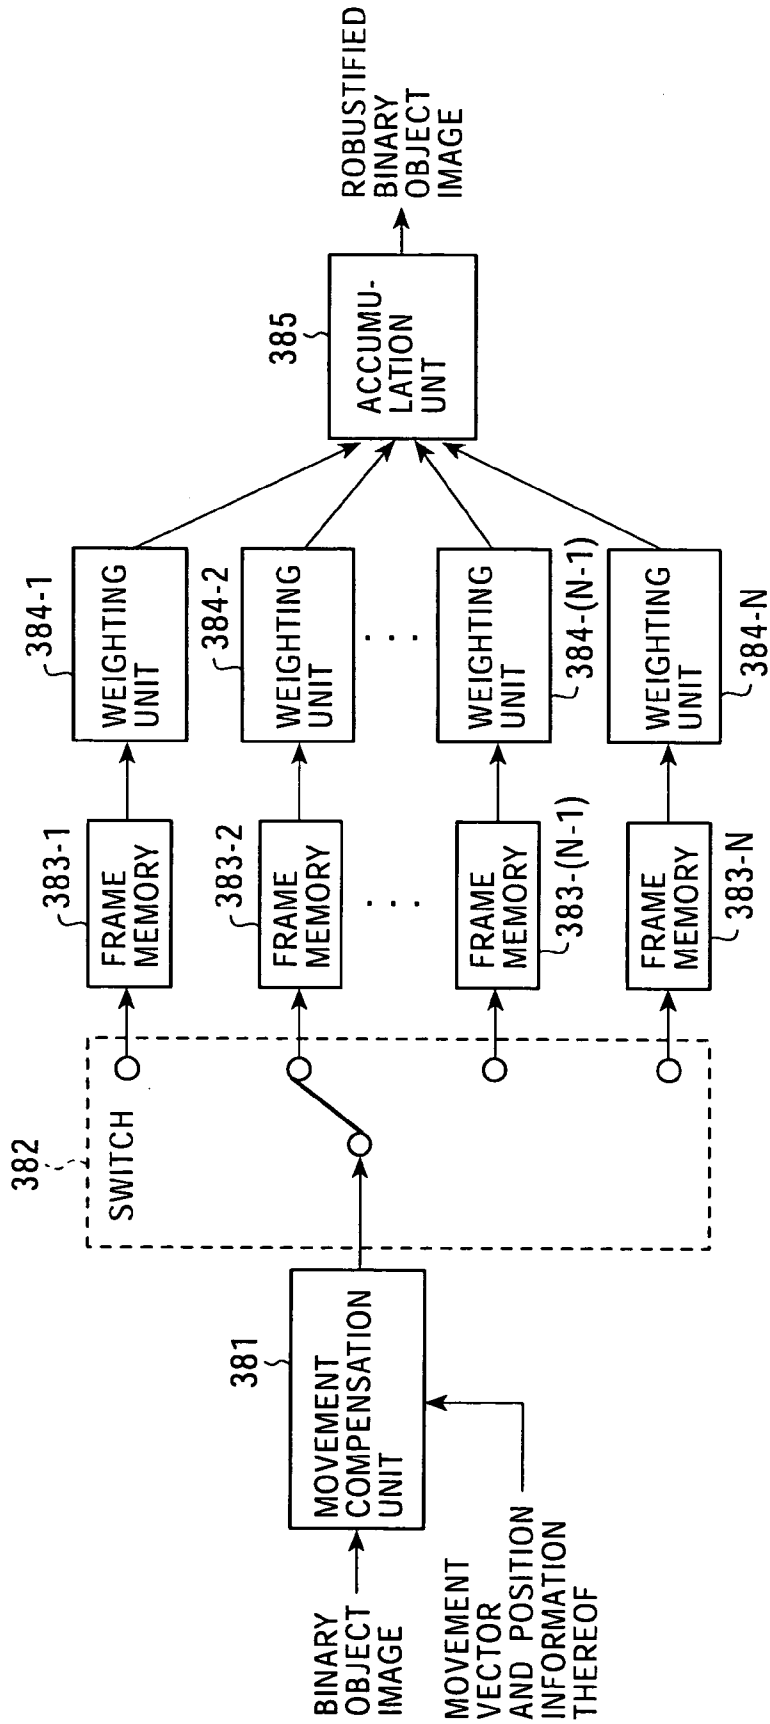 BINARY
OBJECT
IMAGE
MOVEMENT
VECTOR
AND POSITION
INFORMATION
THEREOF
381
MOVEMENT
COMPENSATION
UNIT
382
SWITCH
383-1
FRAME
MEMORY
383-2
FRAME
MEMORY
. . .
FRAME
MEMORY
383-(N-1)
FRAME
MEMORY
383-N
384-1
WEIGHTING
UNIT
384-2
WEIGHTING
UNIT
. . .
WEIGHTING
UNIT
384-(N-1)
WEIGHTING
UNIT
384-N
385
ACCUMU-
LATION
UNT
ROBUSTIFIED
BINARY
OBJECT
IMAGE